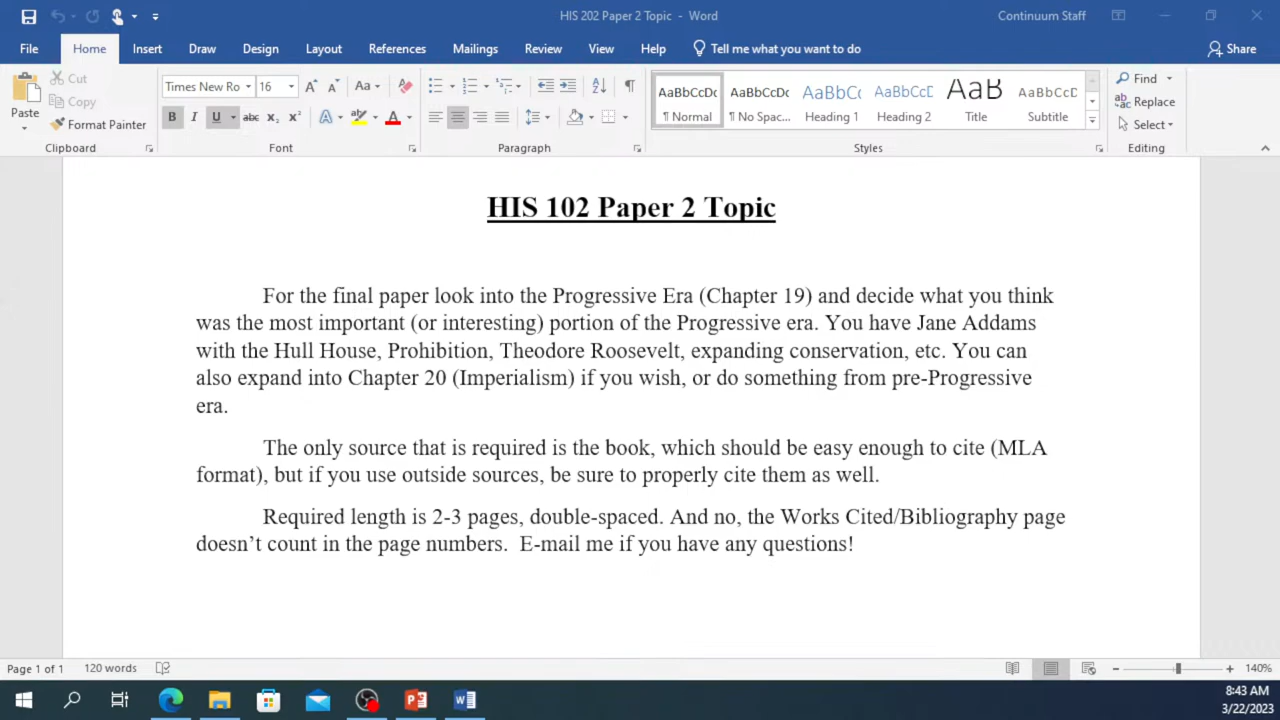 HIS 202 Paper 2 Topic - Word
Continuum Staff
File Home Insert Draw Design Layout References Mailings Review View Help Tell me what you want to do Share
Paste
Cut
Copy
Format Painter
Clipboard
Times New Ro 16
Aa
B I U abc X₂ X²
A A
Font
Paragraph
AaBbCcDc AaBbCcDc AaBbCc AaBbCcD AaB AaBbCcD
¶ Normal ¶ No Spac... Heading 1 Heading 2 Title Subtitle
Styles
Find
Replace
Select
Editing
HIS 102 Paper 2 Topic
For the final paper look into the Progressive Era (Chapter 19) and decide what you think
was the most important (or interesting) portion of the Progressive era. You have Jane Addams
with the Hull House, Prohibition, Theodore Roosevelt, expanding conservation, etc. You can
also expand into Chapter 20 (Imperialism) if you wish, or do something from pre-Progressive
era.
The only source that is required is the book, which should be easy enough to cite (MLA
format), but if you use outside sources, be sure to properly cite them as well.
Required length is 2-3 pages, double-spaced. And no, the Works Cited/Bibliography page
doesn’t count in the page numbers. E-mail me if you have any questions!
Page 1 of 1 120 words
140%
8:43 AM
3/22/2023